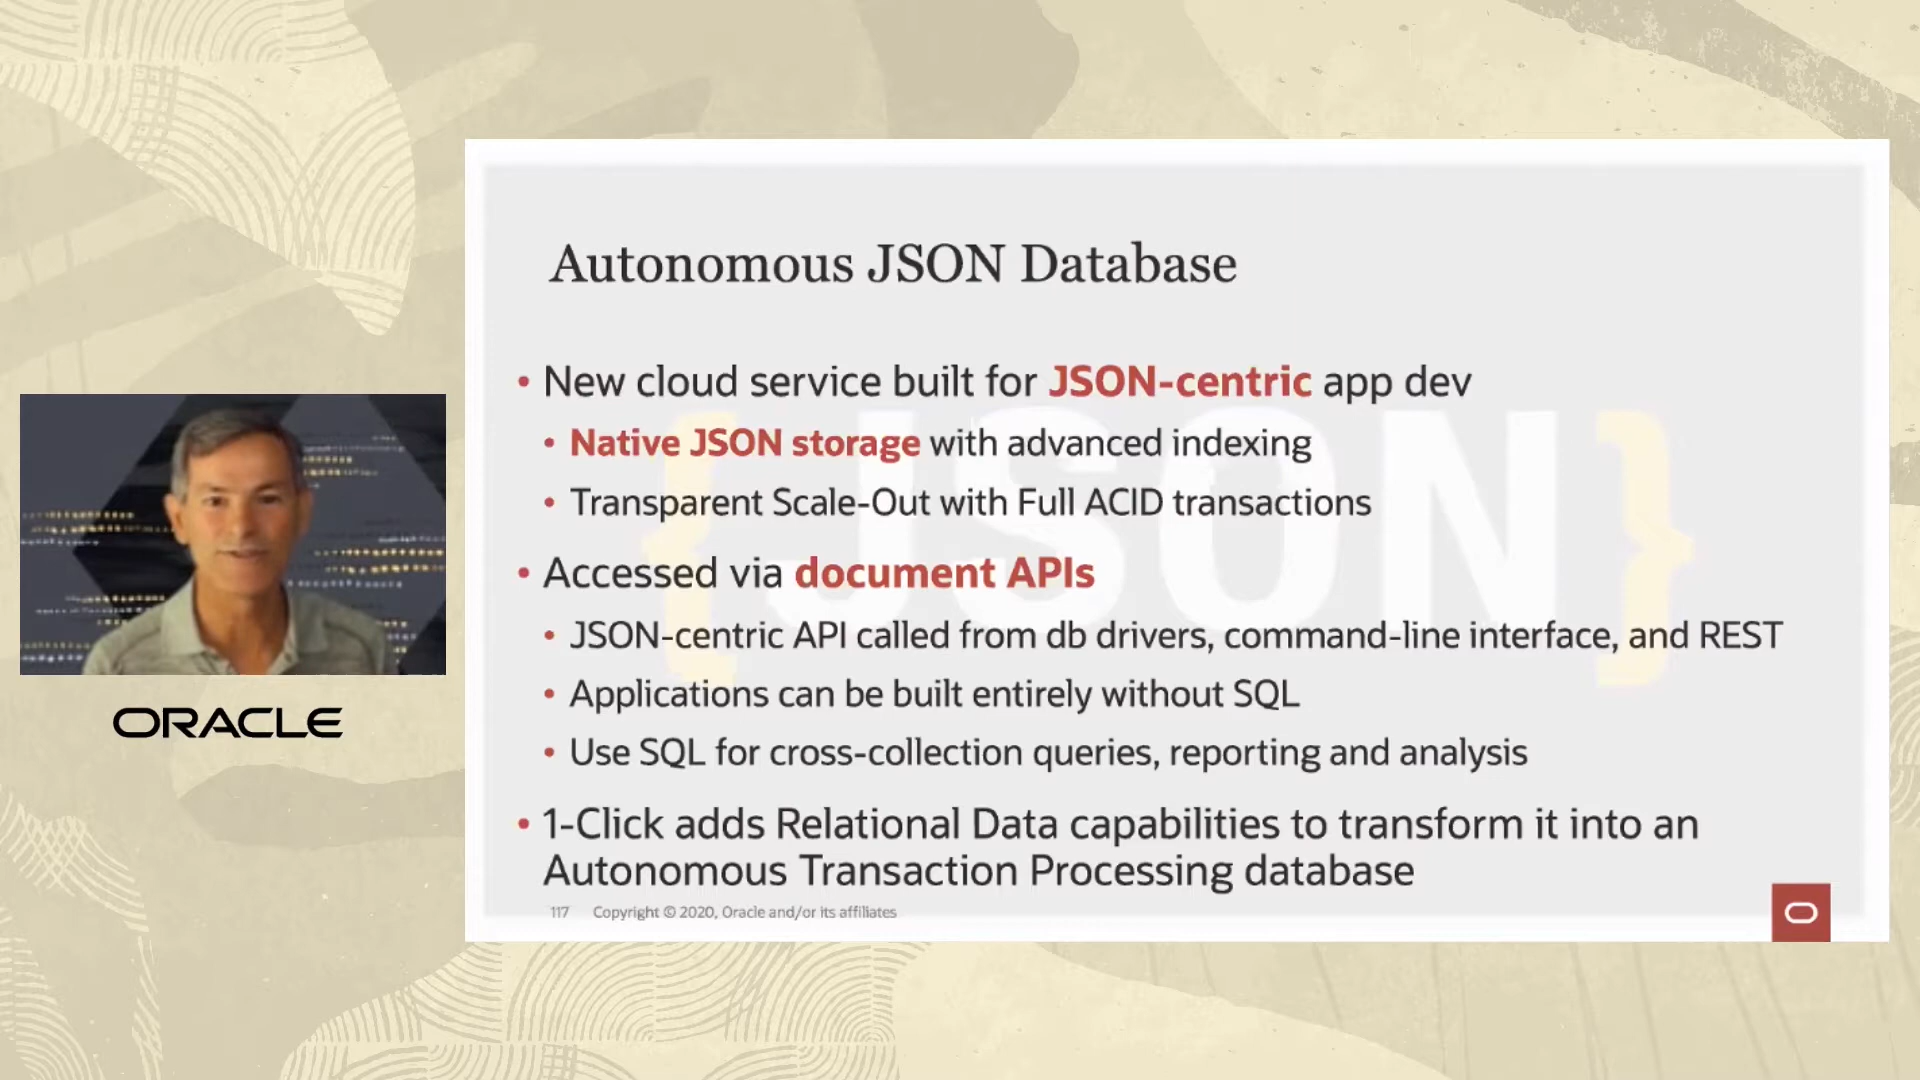 Autonomous JSON Database
• New cloud service built for JSON-centric app dev
• Native JSON storage with advanced indexing
• Transparent Scale-Out with Full ACID transactions
• Accessed via document APIs
• JSON-centric API called from db drivers, command-line interface, and REST
• Applications can be built entirely without SQL
• Use SQL for cross-collection queries, reporting and analysis
• 1-Click adds Relational Data capabilities to transform it into an
Autonomous Transaction Processing database
117 Copyright © 2020, Oracle and/or its affiliates
{JSON}
ORACLE